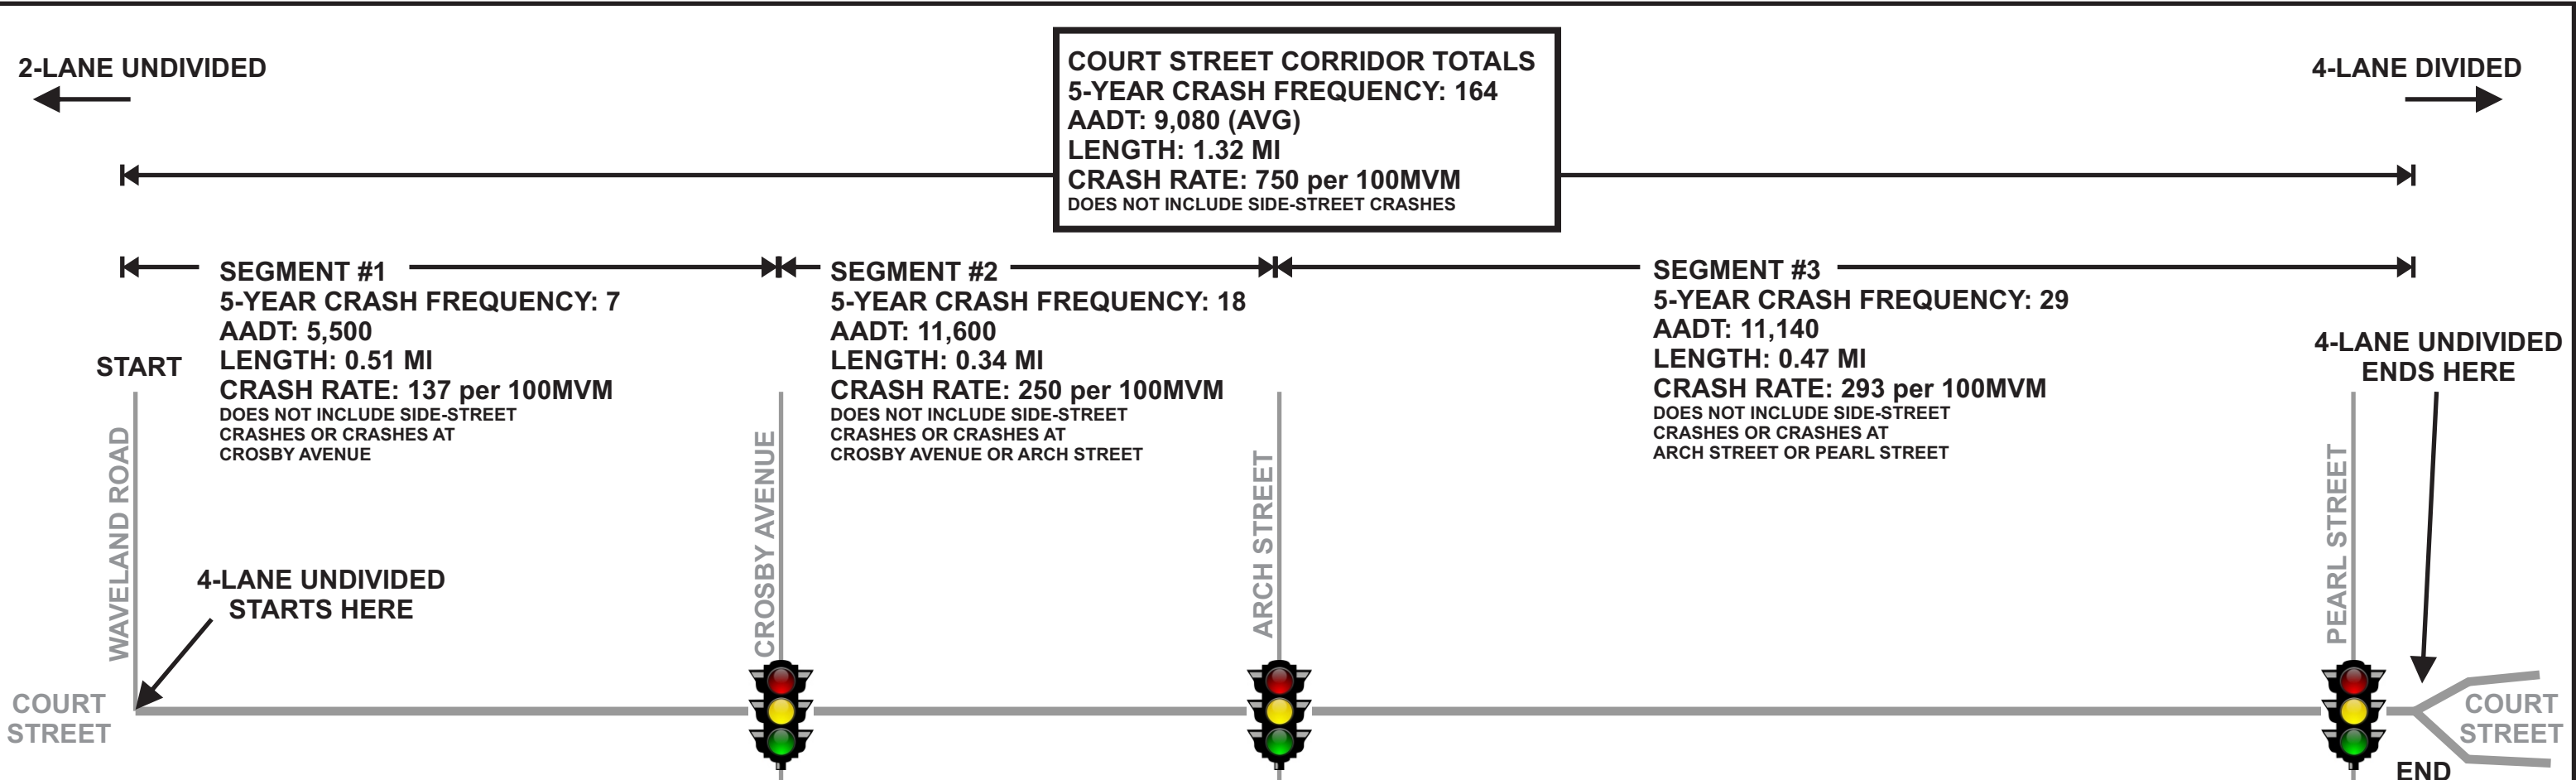 2-LANE UNDIVIDED
COURT STREET CORRIDOR TOTALS
5-YEAR CRASH FREQUENCY: 164
AADT: 9,080 (AVG)
LENGTH: 1.32 MI
CRASH RATE: 750 per 100MVM
DOES NOT INCLUDE SIDE-STREET CRASHES
4-LANE DIVIDED
SEGMENT #1
5-YEAR CRASH FREQUENCY: 7
AADT: 5,500
LENGTH: 0.51 MI
CRASH RATE: 137 per 100MVM
DOES NOT INCLUDE SIDE-STREET
CRASHES OR CRASHES AT
CROSBY AVENUE
SEGMENT #2
5-YEAR CRASH FREQUENCY: 18
AADT: 11,600
LENGTH: 0.34 MI
CRASH RATE: 250 per 100MVM
DOES NOT INCLUDE SIDE-STREET
CRASHES OR CRASHES AT
CROSBY AVENUE OR ARCH STREET
SEGMENT #3
5-YEAR CRASH FREQUENCY: 29
AADT: 11,140
LENGTH: 0.47 MI
CRASH RATE: 293 per 100MVM
DOES NOT INCLUDE SIDE-STREET
CRASHES OR CRASHES AT
ARCH STREET OR PEARL STREET
START
4-LANE UNDIVIDED
ENDS HERE
WAVELAND ROAD
4-LANE UNDIVIDED
STARTS HERE
CROSBY AVENUE
ARCH STREET
PEARL STREET
COURT
STREET
COURT
STREET
END